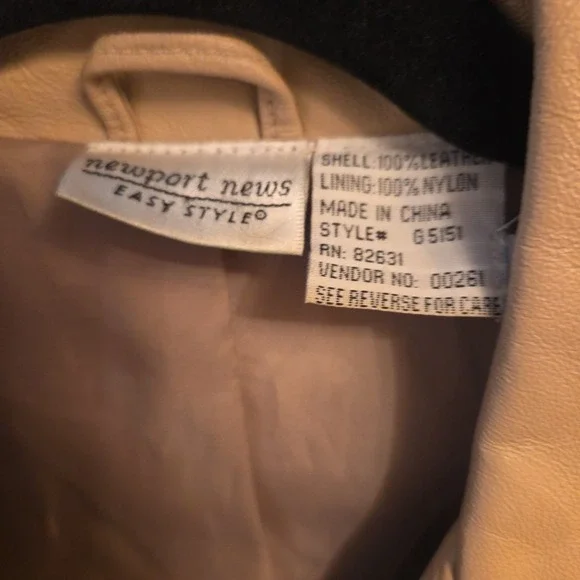 newport news
EASY STYLE®
SHELL: 100% LEATHER
LINING: 100% NYLON
MADE IN CHINA
STYLE# G5151
RN: 82631
VENDOR NO: 00261
SEE REVERSE FOR CARE